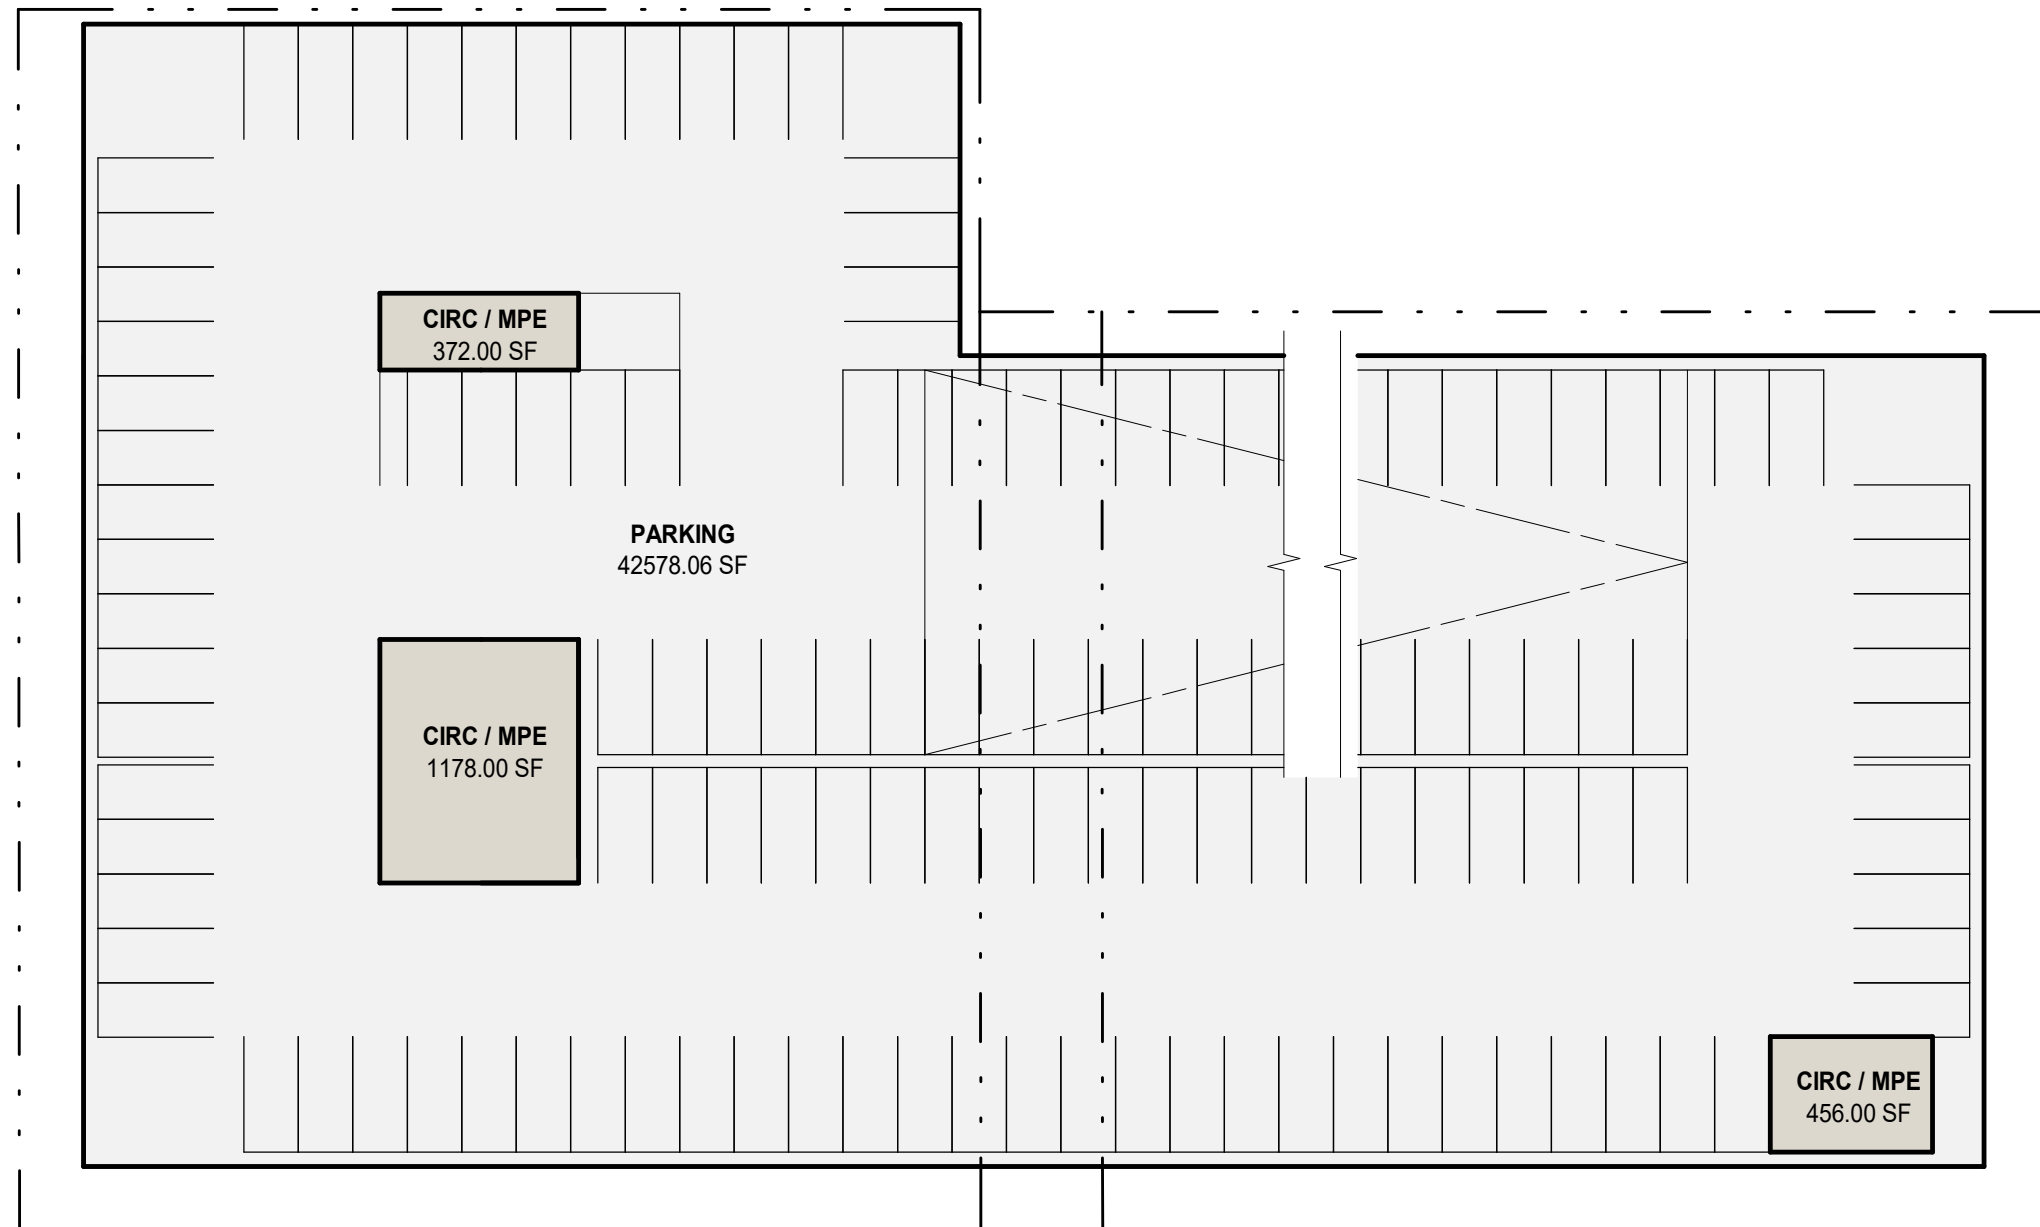 CIRC / MPE
372.00 SF
PARKING
42578.06 SF
CIRC / MPE
1178.00 SF
CIRC / MPE
456.00 SF